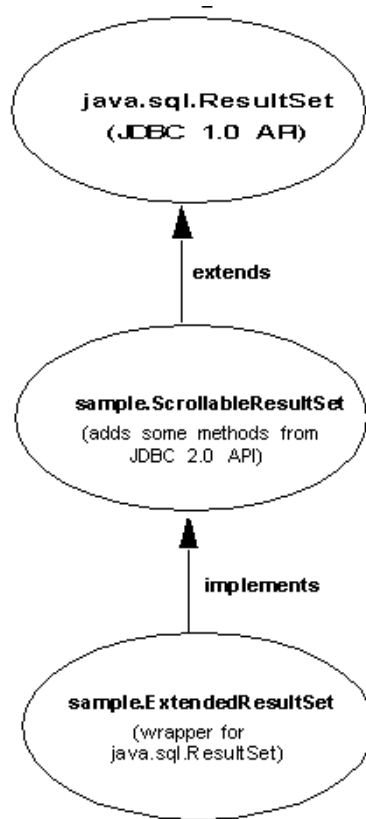 java.sql.ResultSet
(JDBC 1.0 API)
extends
sample.ScrollableResultSet
(adds some methods from
JDBC 2.0 API)
implements
sample.ExtendedResultSet
(wrapper for
java.sql.ResultSet)